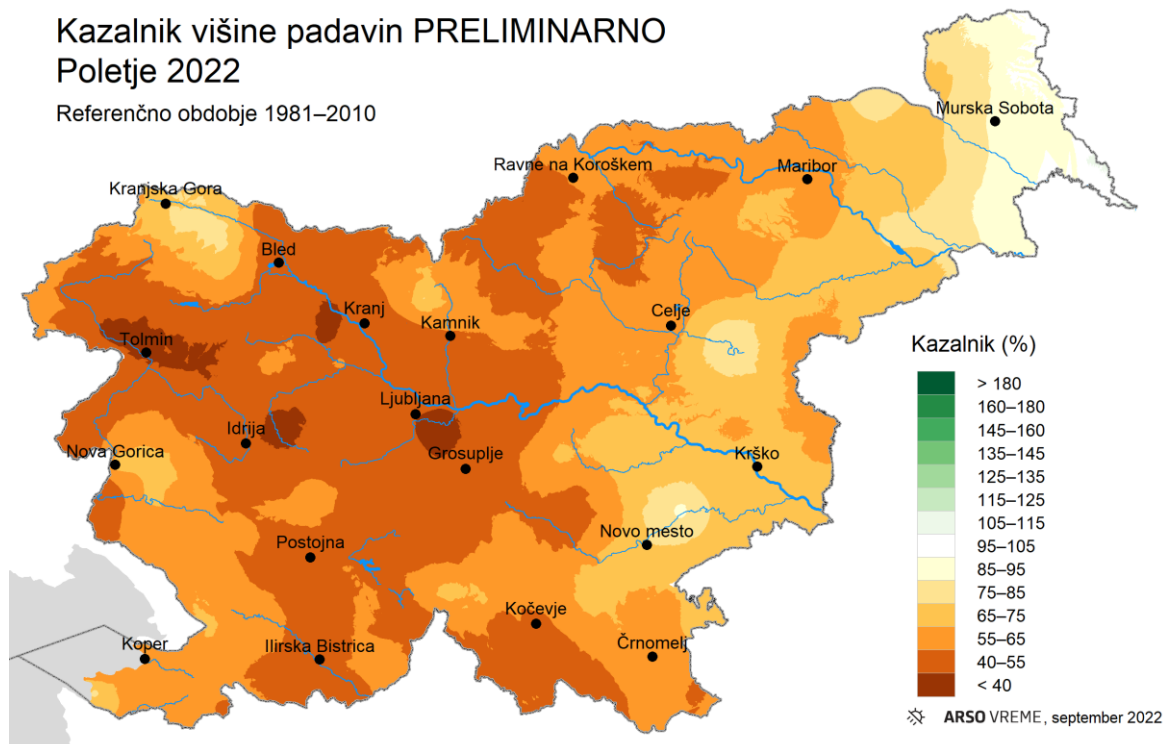 Kazalnik višine padavin PRELIMINARNO
Poletje 2022
Referenčno obdobje 1981–2010
Murska Sobota
Ravne na Koroškem
Maribor
Kranjska Gora
Bled
Kranj
Kamnik
Celje
Tolmin
Ljubljana
Idrija
Nova Gorica
Grosuplje
Krško
Novo mesto
Postojna
Kočevje
Koper
Ilirska Bistrica
Črnomelj
Kazalnik (%)
> 180
160–180
145–160
135–145
125–135
115–125
105–115
95–105
85–95
75–85
65–75
55–65
40–55
< 40
ARSO VREME, september 2022